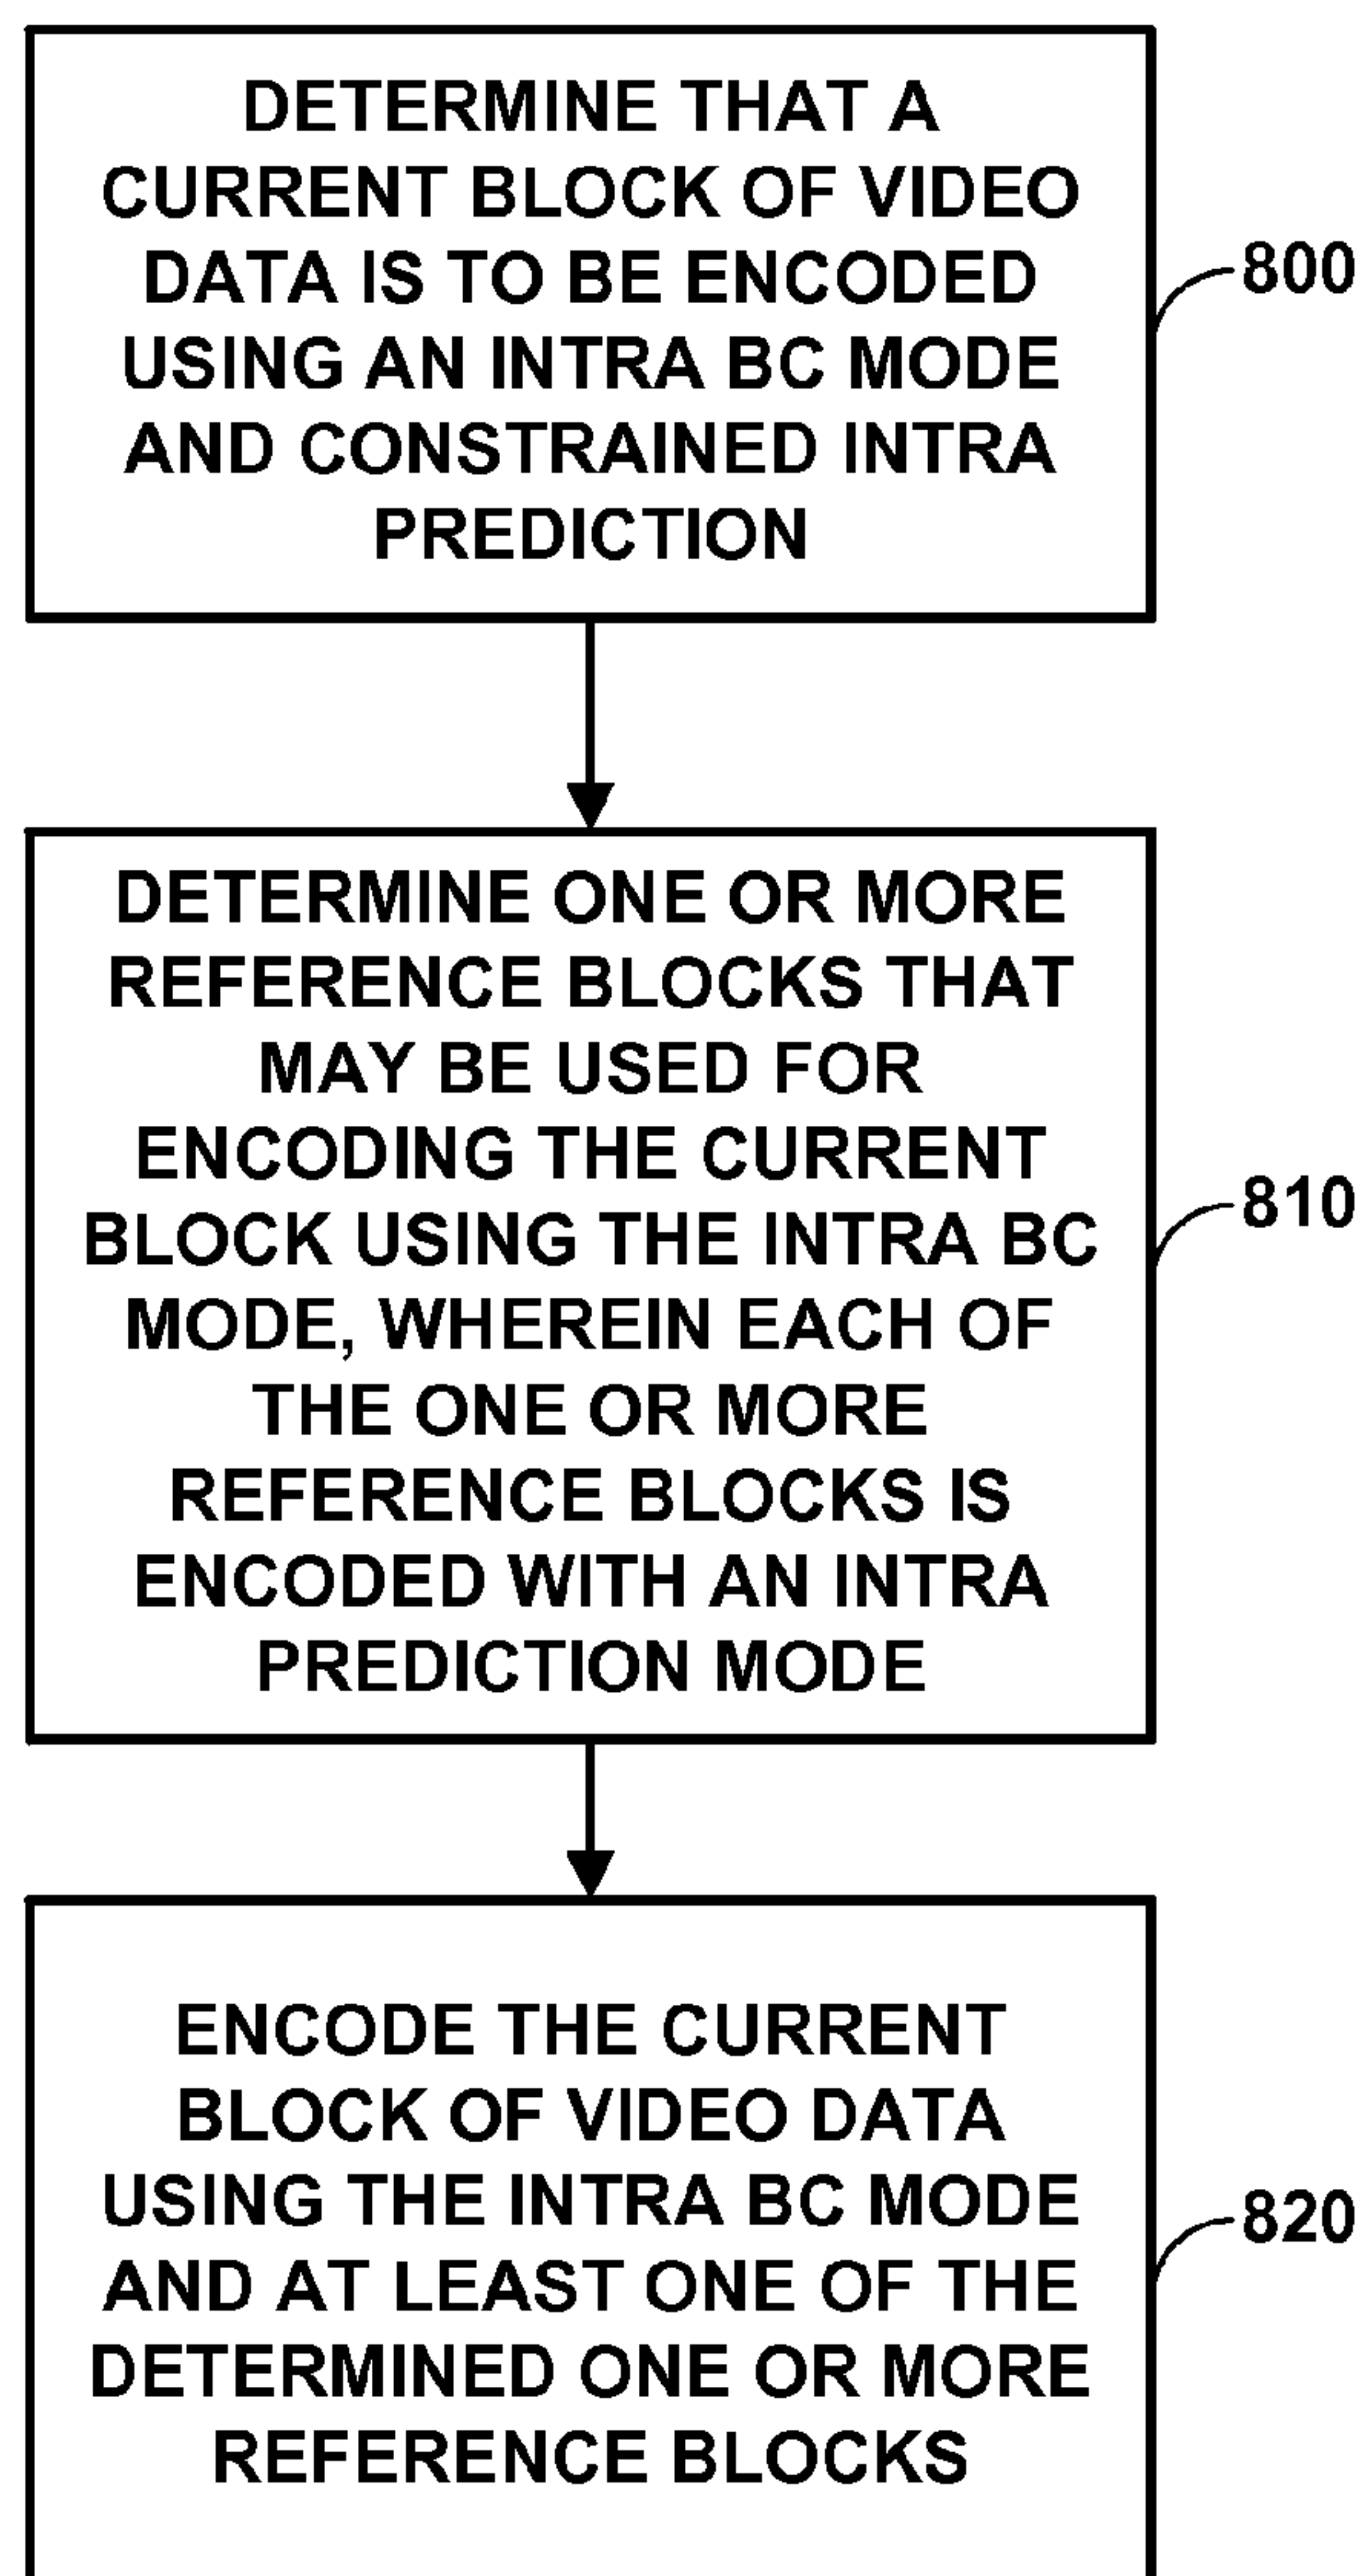 DETERMINE THAT A
CURRENT BLOCK OF VIDEO
DATA IS TO BE ENCODED
USING AN INTRA BC MODE
AND CONSTRAINED INTRA
PREDICTION
800
DETERMINE ONE OR MORE
REFERENCE BLOCKS THAT
MAY BE USED FOR
ENCODING THE CURRENT
BLOCK USING THE INTRA BC
MODE, WHEREIN EACH OF
THE ONE OR MORE
REFERENCE BLOCKS IS
ENCODED WITH AN INTRA
PREDICTION MODE
810
ENCODE THE CURRENT
BLOCK OF VIDEO DATA
USING THE INTRA BC MODE
AND AT LEAST ONE OF THE
DETERMINED ONE OR MORE
REFERENCE BLOCKS
820